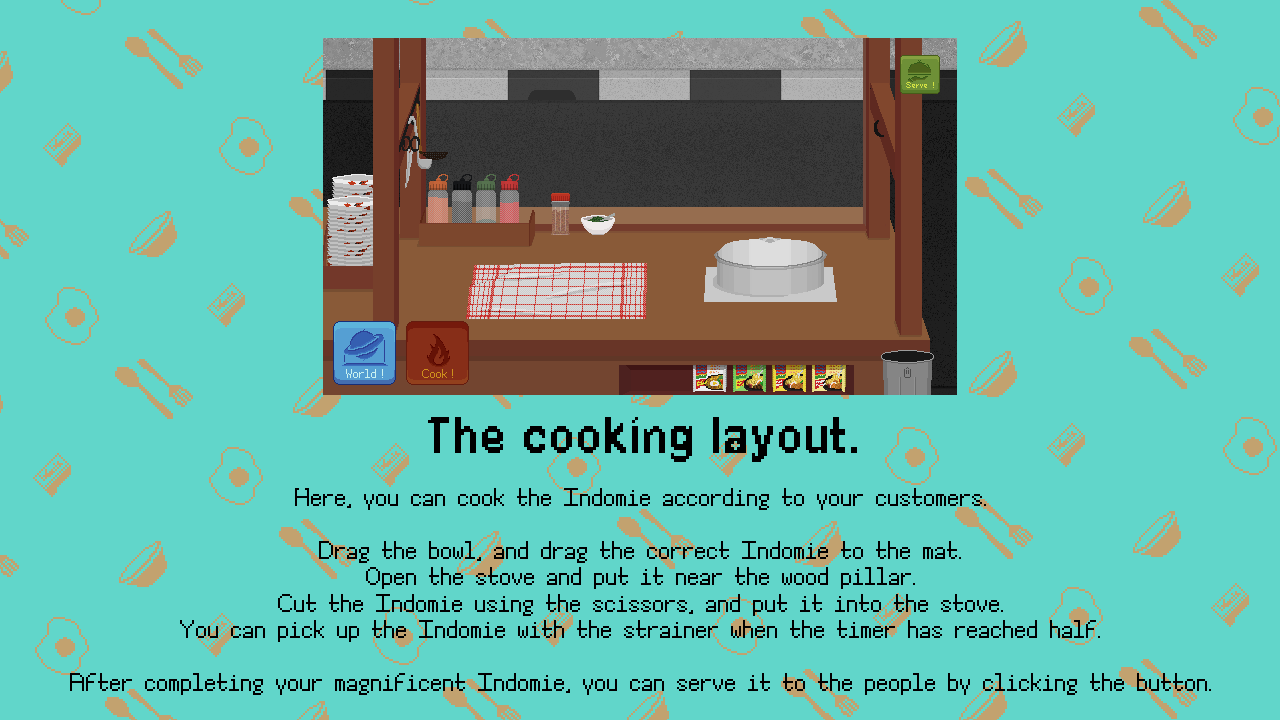 Serve !
World !
Cook !
The cooking layout.
Here, you can cook the Indomie according to your customers.
Drag the bowl, and drag the correct Indomie to the mat.
Open the stove and put it near the wood pillar.
Cut the Indomie using the scissors, and put it into the stove.
You can pick up the Indomie with the strainer when the timer has reached half.
After completing your magnificent Indomie, you can serve it to the people by clicking the button.